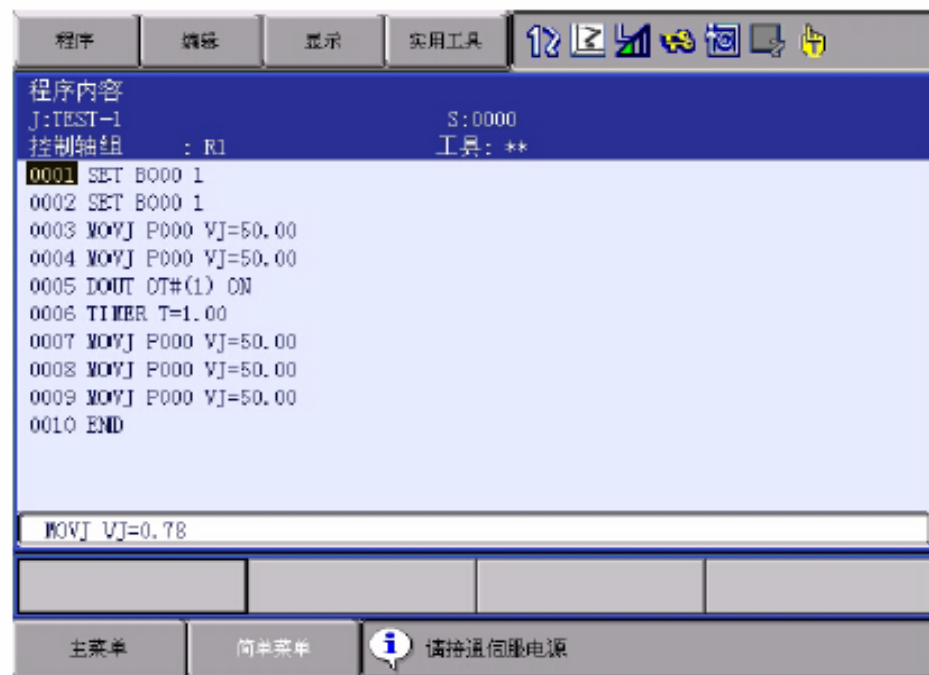 程序 编辑 显示 实用工具
程序内容
J:TEST-1 S:0000
控制轴组 : R1 工具: **
0001 SET B000 1
0002 SET B000 1
0003 MOVJ P000 VJ=50.00
0004 MOVJ P000 VJ=50.00
0005 DOUT OT#(1) ON
0006 TIMER T=1.00
0007 MOVJ P000 VJ=50.00
0008 MOVJ P000 VJ=50.00
0009 MOVJ P000 VJ=50.00
0010 END
MOVJ VJ=0.78
主菜单 简单菜单 请接通伺服电源